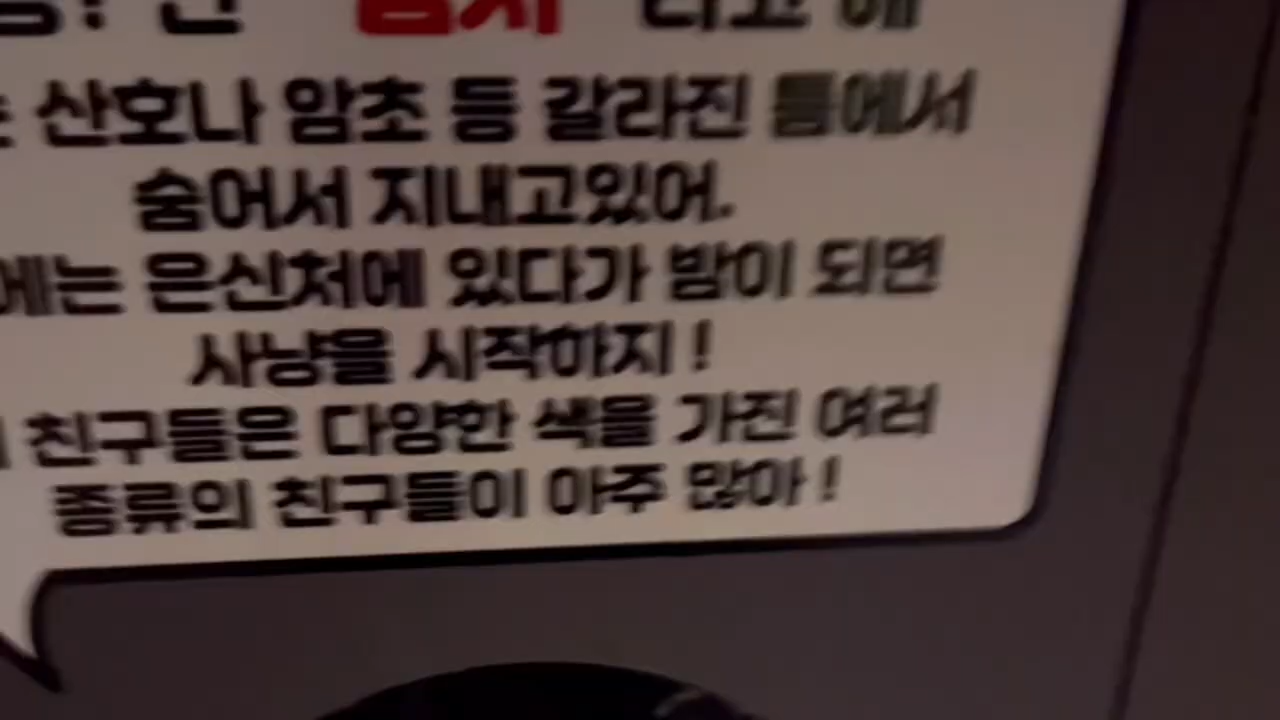 라고 해
산호나 암초 등 갈라진 틈에서
숨어서 지내고있어.
에는 은신처에 있다가 밤이 되면
사냥을 시작하지 !
친구들은 다양한 색을 가진 여러
종류의 친구들이 아주 많아 !